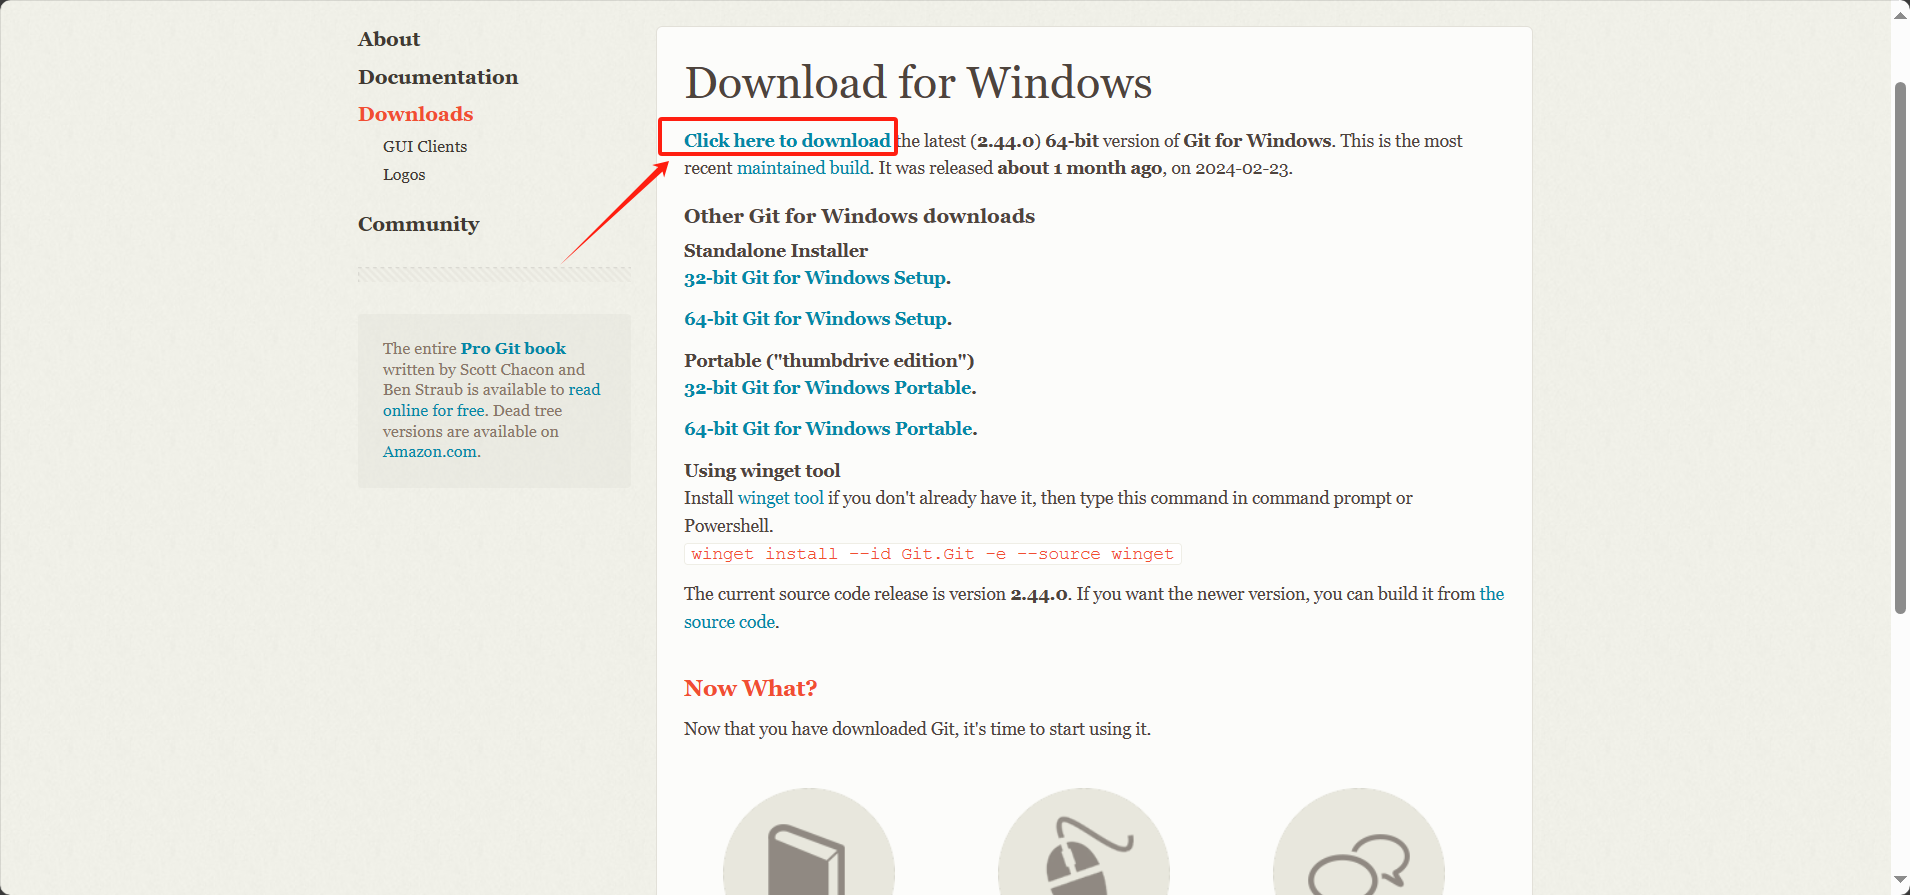 About
Documentation
Downloads
GUI Clients
Logos
Community
The entire Pro Git book
written by Scott Chacon and
Ben Straub is available to read
online for free. Dead tree
versions are available on
Amazon.com.
Download for Windows
Click here to download the latest (2.44.0) 64-bit version of Git for Windows. This is the most
recent maintained build. It was released about 1 month ago, on 2024-02-23.
Other Git for Windows downloads
Standalone Installer
32-bit Git for Windows Setup.
64-bit Git for Windows Setup.
Portable ("thumbdrive edition")
32-bit Git for Windows Portable.
64-bit Git for Windows Portable.
Using winget tool
Install winget tool if you don't already have it, then type this command in command prompt or
Powershell.
winget install --id Git.Git -e --source winget
The current source code release is version 2.44.0. If you want the newer version, you can build it from the
source code.
Now What?
Now that you have downloaded Git, it's time to start using it.